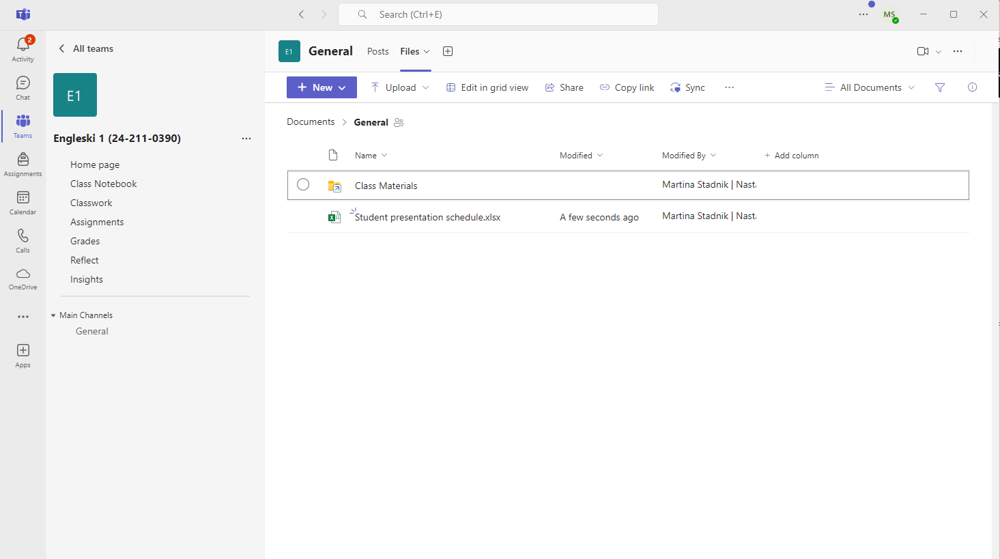 Search (Ctrl+E)
MS
2
Activity
Chat
Teams
Assignments
Calendar
Calls
OneDrive
Apps
All teams
E1
Engleski 1 (24-211-0390)
Home page
Class Notebook
Classwork
Assignments
Grades
Reflect
Insights
Main Channels
General
E1 General Posts Files
New Upload Edit in grid view Share Copy link Sync All Documents
Documents > General
Name Modified Modified By + Add column
Class Materials Martina Stadnik | Nasta
Student presentation schedule.xlsx A few seconds ago Martina Stadnik | Nasta